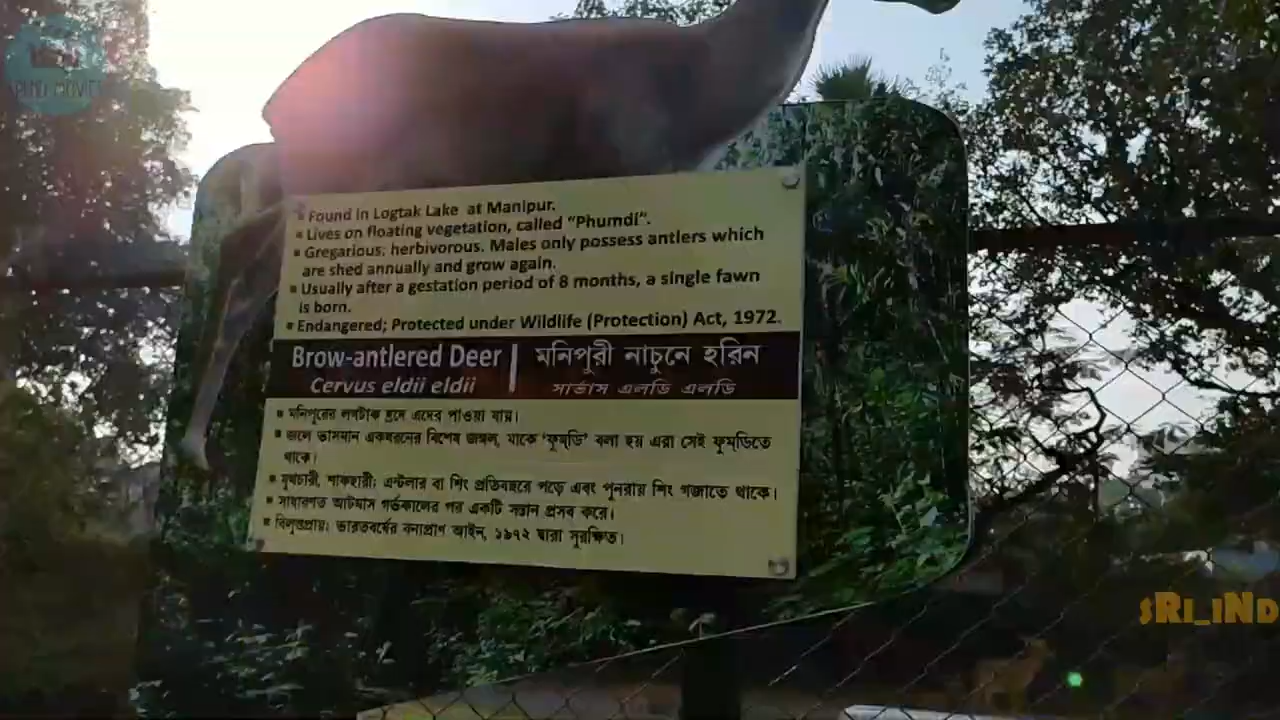 Found in Logtak Lake at Manipur.
Lives on floating vegetation, called “Phumdi”.
Gregarious; herbivorous. Males only possess antlers which
are shed annually and grow again.
Usually after a gestation period of 8 months, a single fawn
is born.
Endangered; Protected under Wildlife (Protection) Act, 1972.
Brow-antlered Deer | মনিপুরী নাচুনে হরিন
Cervus eldii eldii সার্ভাস এলডি এলডি
মনিপুরের লগটাক হ্রদে এদের পাওয়া যায়।
জলে ভাসমান একধরনের বিশেষ জঙ্গল, যাকে ‘ফুম্‌ডি’ বলা হয় এরা সেই ফুম্‌ডিতে
থাকে।
যূথচারী, শাকাহারী; এন্টলার বা শিং প্রতিবছরে পড়ে এবং পুনরায় শিং গজাতে থাকে।
সাধারণত আটমাস গর্ভকালের পর একটি সন্তান প্রসব করে।
বিলুপ্তপ্রায়। ভারতবর্ষের বন্যপ্রাণ আইন, ১৯৭২ দ্বারা সুরক্ষিত।
SRI_IND